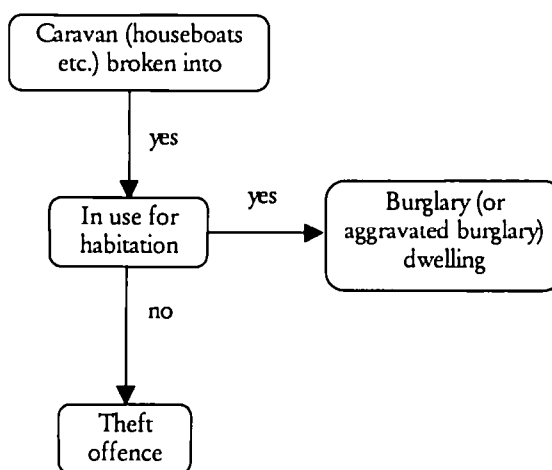 Caravan (houseboats
etc.) broken into
yes
In use for
habitation
yes
Burglary (or
aggravated burglary)
dwelling
no
Theft
offence